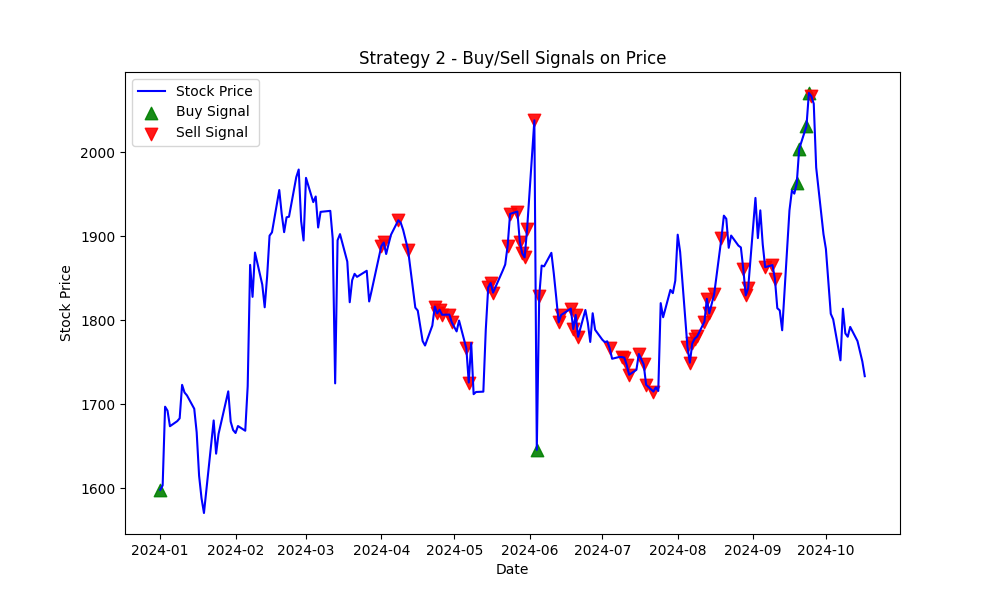 Strategy 2 - Buy/Sell Signals on Price
Stock Price
Buy Signal
Sell Signal
Stock Price
2000
1900
1800
1700
1600
2024-01 2024-02 2024-03 2024-04 2024-05 2024-06 2024-07 2024-08 2024-09 2024-10
Date